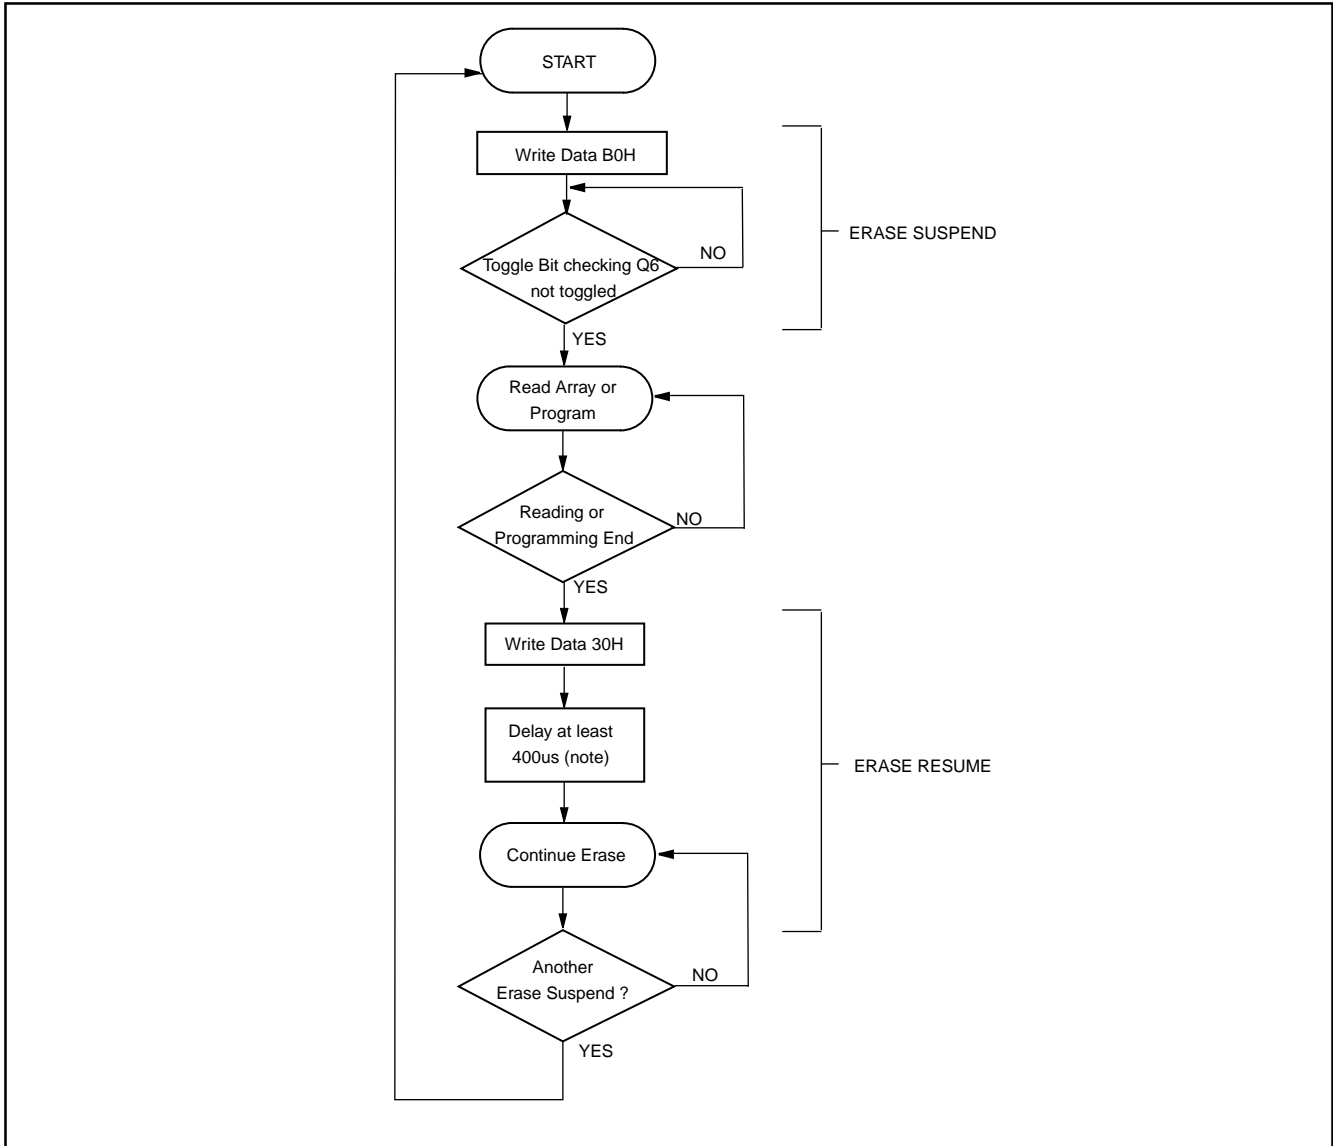 START
Write Data B0H
ERASE SUSPEND
NO
Toggle Bit checking Q6
not toggled
YES
Read Array or
Program
Reading or
Programming End
NO
YES
Write Data 30H
Delay at least
400us (note)
ERASE RESUME
Continue Erase
Another
Erase Suspend ?
NO
YES